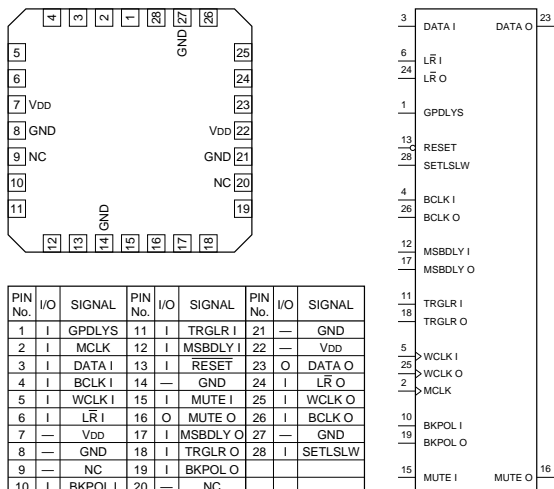 4 3 2 1 28 27 26
GND
5 25
6 24
7 VDD 23
8 GND VDD 22
9 NC GND 21
10 NC 20
11 19
GND
12 13 14 15 16 17 18
PIN No. I/O SIGNAL PIN No. I/O SIGNAL PIN No. I/O SIGNAL
1 I GPDLYS 11 I TRGLR I 21 — GND
2 I MCLK 12 I MSBDLY I 22 — VDD
3 I DATA I 13 I R̅E̅S̅E̅T̅ 23 O DATA O
4 I BCLK I 14 — GND 24 I LR̅ O
5 I WCLK I 15 I MUTE I 25 I WCLK O
6 I LR̅ I 16 O MUTE O 26 I BCLK O
7 — VDD 17 I MSBDLY O 27 — GND
8 — GND 18 I TRGLR O 28 I SETLSLW
9 — NC 19 I BKPOL O
10 I BKPOL I 20 — NC
3 DATA I DATA O 23
6 LR̅ I
24 LR̅ O
1 GPDLYS
13 RESET
28 SETLSLW
4 BCLK I
26 BCLK O
12 MSBDLY I
17 MSBDLY O
11 TRGLR I
18 TRGLR O
5 WCLK I
25 WCLK O
2 MCLK
10 BKPOL I
19 BKPOL O
15 MUTE I MUTE O 16